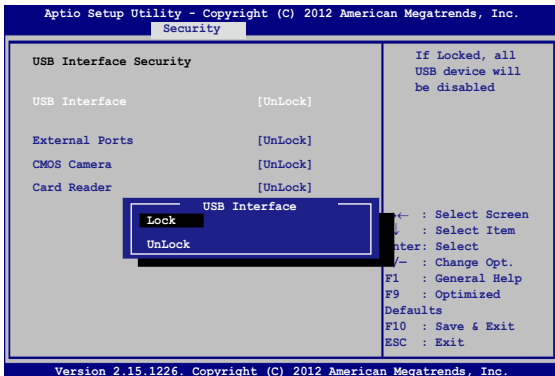 Aptio Setup Utility - Copyright (C) 2012 American Megatrends, Inc.
Security
USB Interface Security
USB Interface [UnLock]
External Ports [UnLock]
CMOS Camera [UnLock]
Card Reader [UnLock]
USB Interface
Lock
UnLock
If Locked, all
USB device will
be disabled
← : Select Screen
↓ : Select Item
nter: Select
/— : Change Opt.
F1 : General Help
F9 : Optimized
Defaults
F10 : Save & Exit
ESC : Exit
Version 2.15.1226. Copyright (C) 2012 American Megatrends, Inc.